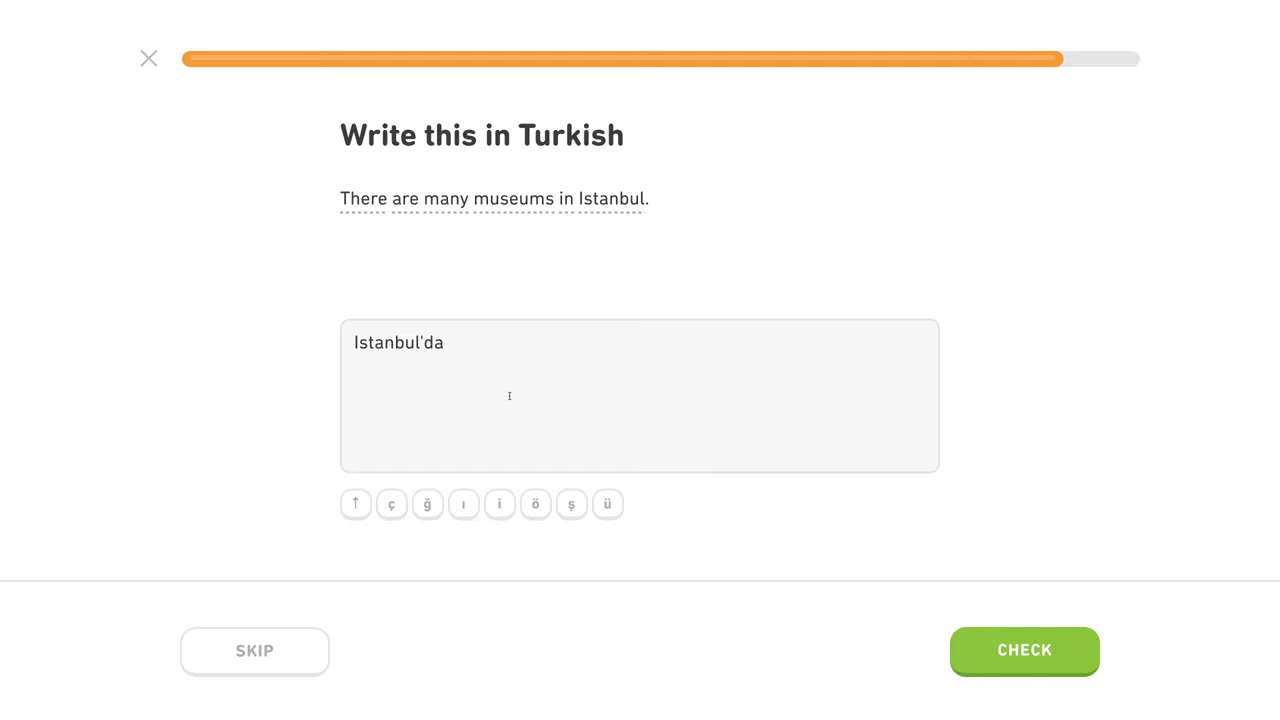 Write this in Turkish
There are many museums in Istanbul.
Istanbul'da
↑ ç ğ ı i ö ş ü
SKIP
CHECK